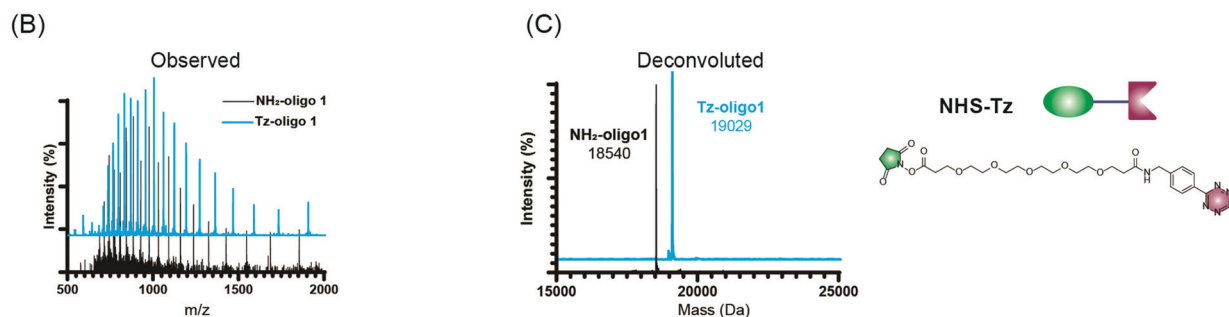 (B)
Observed
Intensity (%)
NH₂-oligo 1
Tz-oligo 1
500
1000
1500
2000
m/z
(C)
Deconvoluted
Intensity (%)
NH₂-oligo1
18540
Tz-oligo1
19029
15000
20000
25000
Mass (Da)
NHS-Tz
O
N
O
O
O
O
O
O
O
O
O
N
H
N
N
N
N